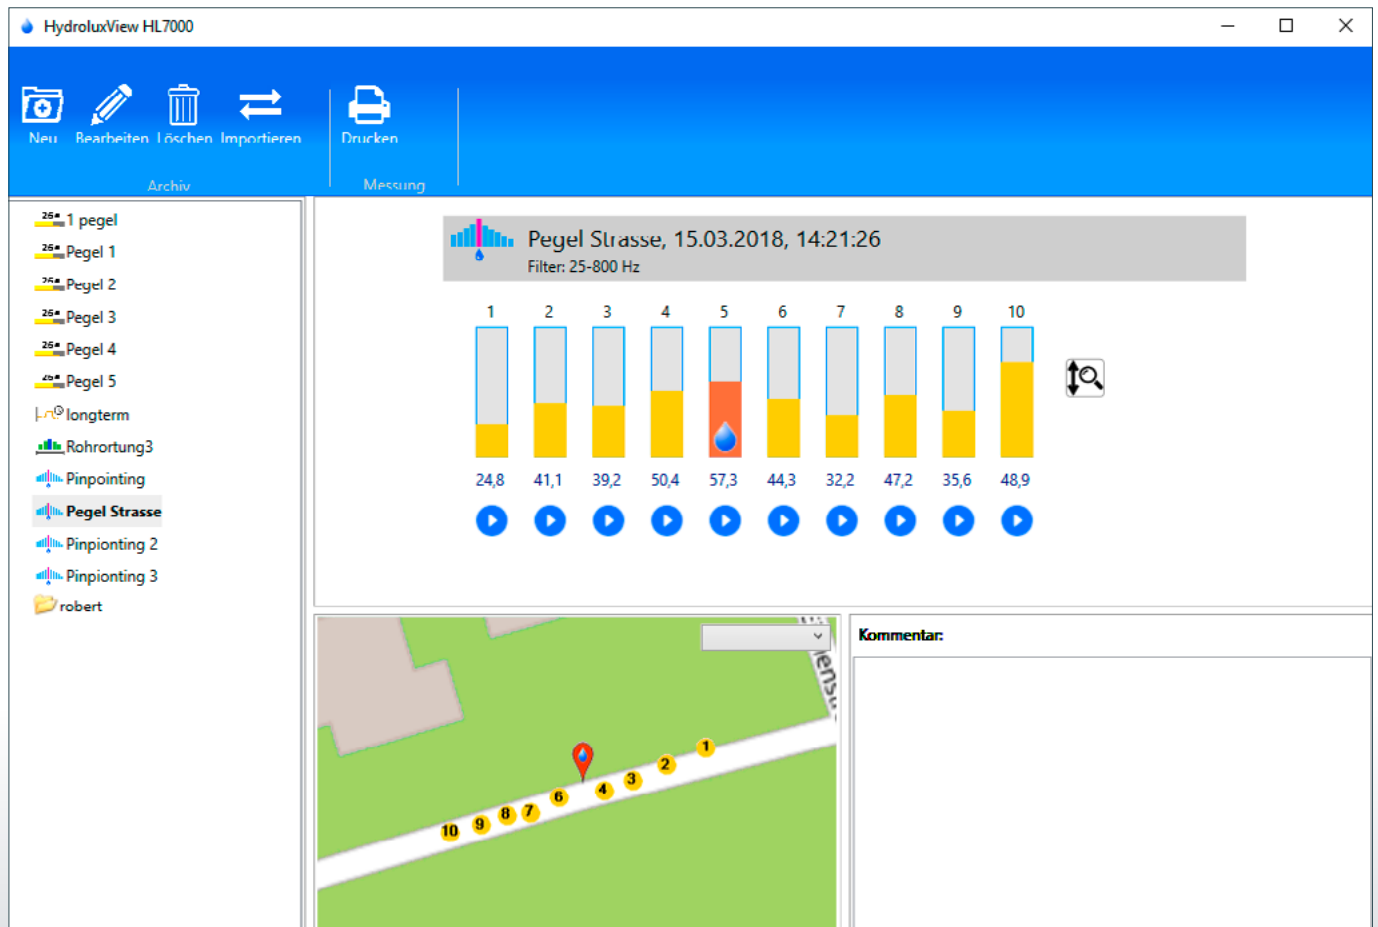 HydroluxView HL7000
Neu Bearbeiten Löschen Importieren Drucken
Archiv Messung
1 pegel
Pegel 1
Pegel 2
Pegel 3
Pegel 4
Pegel 5
longterm
Rohrortung3
Pinpointing
Pegel Strasse
Pinpionting 2
Pinpionting 3
robert
Pegel Strasse, 15.03.2018, 14:21:26
Filter: 25-800 Hz
1 2 3 4 5 6 7 8 9 10
24,8 41,1 39,2 50,4 57,3 44,3 32,2 47,2 35,6 48,9
1
2
3
4
6
7
8
9
10
Kommentar: